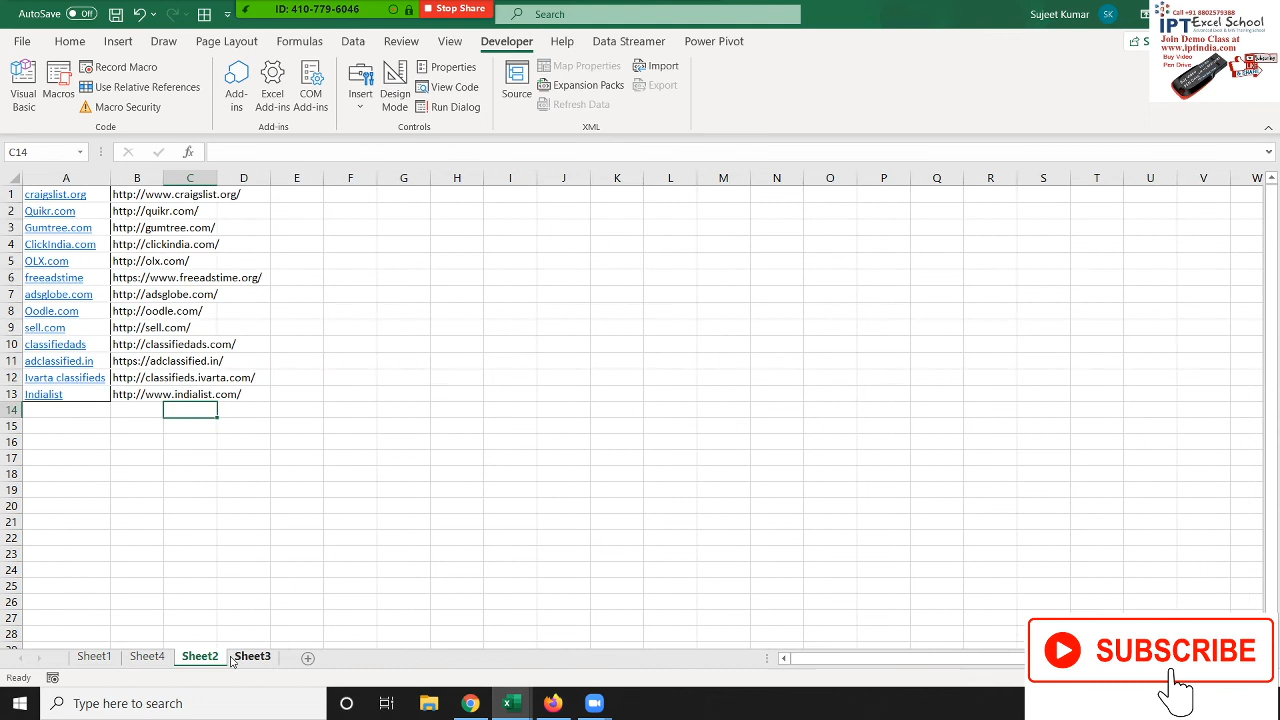 AutoSave Off
ID: 410-779-6046 Stop Share
Search
Sujeet Kumar SK
File Home Insert Draw Page Layout Formulas Data Review View Developer Help Data Streamer Power Pivot
Visual Basic
Macros
Record Macro
Use Relative References
Macro Security
Code
Add-ins
Excel Add-ins
COM Add-ins
Add-ins
Insert
Design Mode
Properties
View Code
Run Dialog
Controls
Source
Map Properties
Expansion Packs
Refresh Data
Import
Export
XML
Call +91 8802579388
IPT Excel School
Join Demo Class at
www.iptindia.com
Buy Video
Pen Drive
C14 fx
A B C D E F G H I J K L M N O P Q R S T U V W
1 craigslist.org http://www.craigslist.org/
2 Quikr.com http://quikr.com/
3 Gumtree.com http://gumtree.com/
4 ClickIndia.com http://clickindia.com/
5 OLX.com http://olx.com/
6 freeadstime https://www.freeadstime.org/
7 adsglobe.com http://adsglobe.com/
8 Oodle.com http://oodle.com/
9 sell.com http://sell.com/
10 classifiedads http://classifiedads.com/
11 adclassified.in https://adclassified.in/
12 Ivarta classifieds http://classifieds.ivarta.com/
13 Indialist http://www.indialist.com/
14
15
16
17
18
19
20
21
22
23
24
25
26
27
28
Sheet1 Sheet4 Sheet2 Sheet3
Ready
SUBSCRIBE
Type here to search